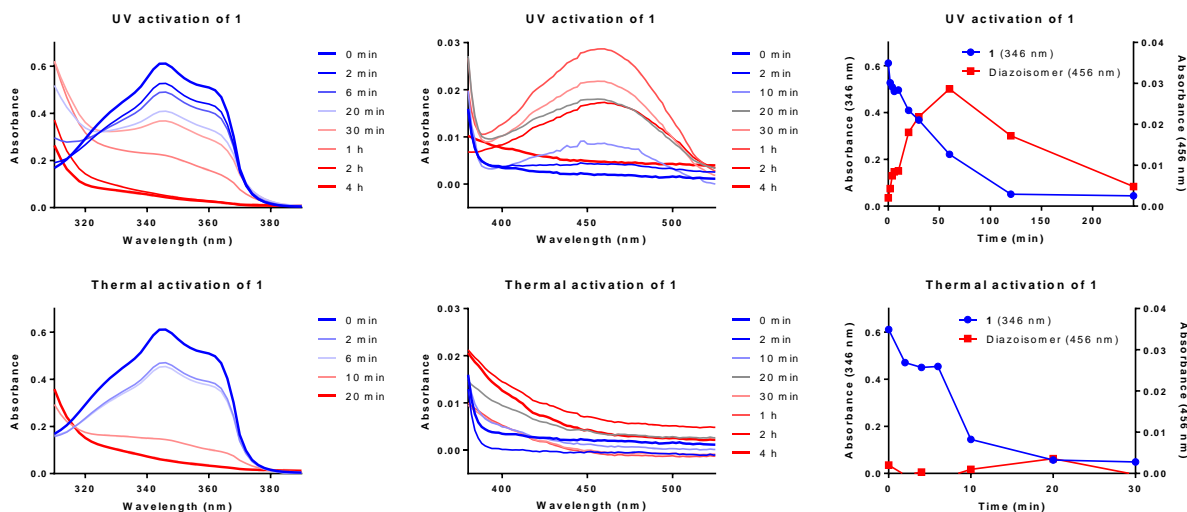 UV activation of 1
Absorbance
0.6
0.4
0.2
0.0
320
340
360
380
Wavelength (nm)
0 min
2 min
6 min
20 min
30 min
1 h
2 h
4 h
UV activation of 1
Absorbance
0.03
0.02
0.01
0.00
400
450
500
Wavelength (nm)
0 min
2 min
10 min
20 min
30 min
1 h
2 h
4 h
UV activation of 1
Absorbance (346 nm)
0.6
0.4
0.2
0.0
0
50
100
150
200
Time (min)
1 (346 nm)
Diazoisomer (456 nm)
0.04
0.03
0.02
0.01
0.00
Absorbance (456 nm)
Thermal activation of 1
Absorbance
0.6
0.4
0.2
0.0
320
340
360
380
Wavelength (nm)
0 min
2 min
6 min
10 min
20 min
Thermal activation of 1
Absorbance
0.03
0.02
0.01
0.00
400
450
500
Wavelength (nm)
0 min
2 min
10 min
20 min
30 min
1 h
2 h
4 h
Thermal activation of 1
Absorbance (346 nm)
0.6
0.4
0.2
0.0
0
10
20
30
Time (min)
1 (346 nm)
Diazoisomer (456 nm)
0.04
0.03
0.02
0.01
0.00
Absorbance (456 nm)